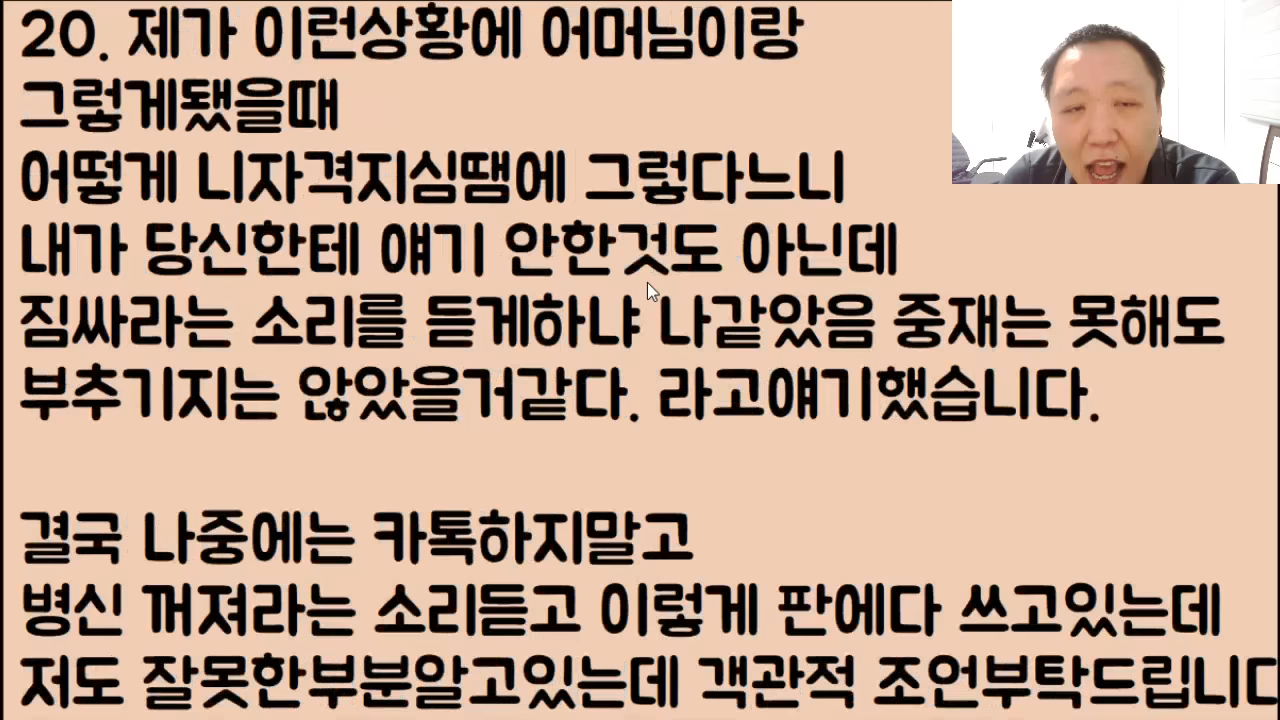 20. 제가 이런상황에 어머님이랑
그렇게됐을때
어떻게 니자격지심땜에 그렇다느니
내가 당신한테 얘기 안한것도 아닌데
짐싸라는 소리를 듣게하냐 나같았음 중재는 못해도
부추기지는 않았을거같다. 라고얘기했습니다.
결국 나중에는 카톡하지말고
병신 꺼져라는 소리듣고 이렇게 판에다 쓰고있는데
저도 잘못한부분알고있는데 객관적 조언부탁드립니다